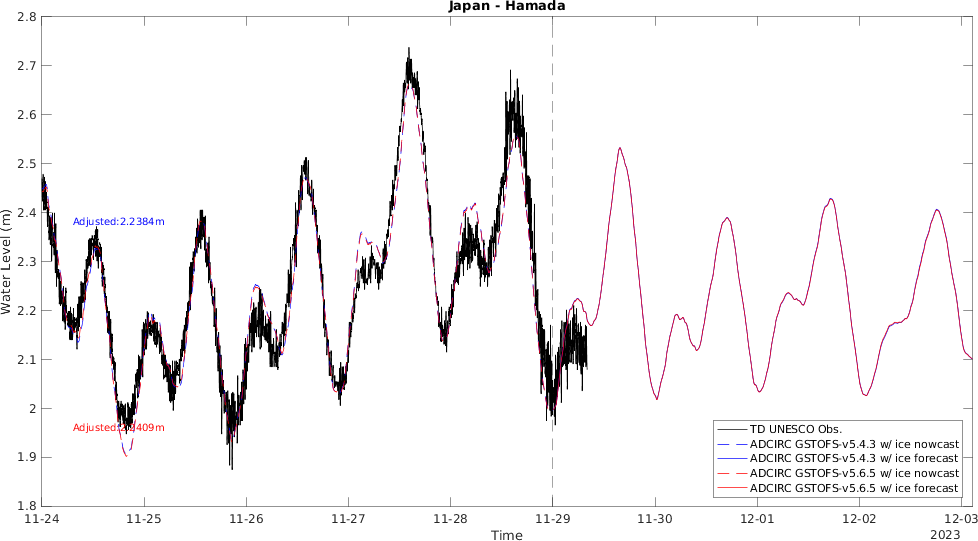 Japan - Hamada
2.8
2.7
2.6
2.5
2.4
2.3
2.2
2.1
2
1.9
1.8
Water Level (m)
Adjusted:2.2384m
Adjusted:2.2409m
TD UNESCO Obs.
ADCIRC GSTOFS-v5.4.3 w/ ice nowcast
ADCIRC GSTOFS-v5.4.3 w/ ice forecast
ADCIRC GSTOFS-v5.6.5 w/ ice nowcast
ADCIRC GSTOFS-v5.6.5 w/ ice forecast
11-24 11-25 11-26 11-27 11-28 11-29 11-30 12-01 12-02 12-03
Time
2023